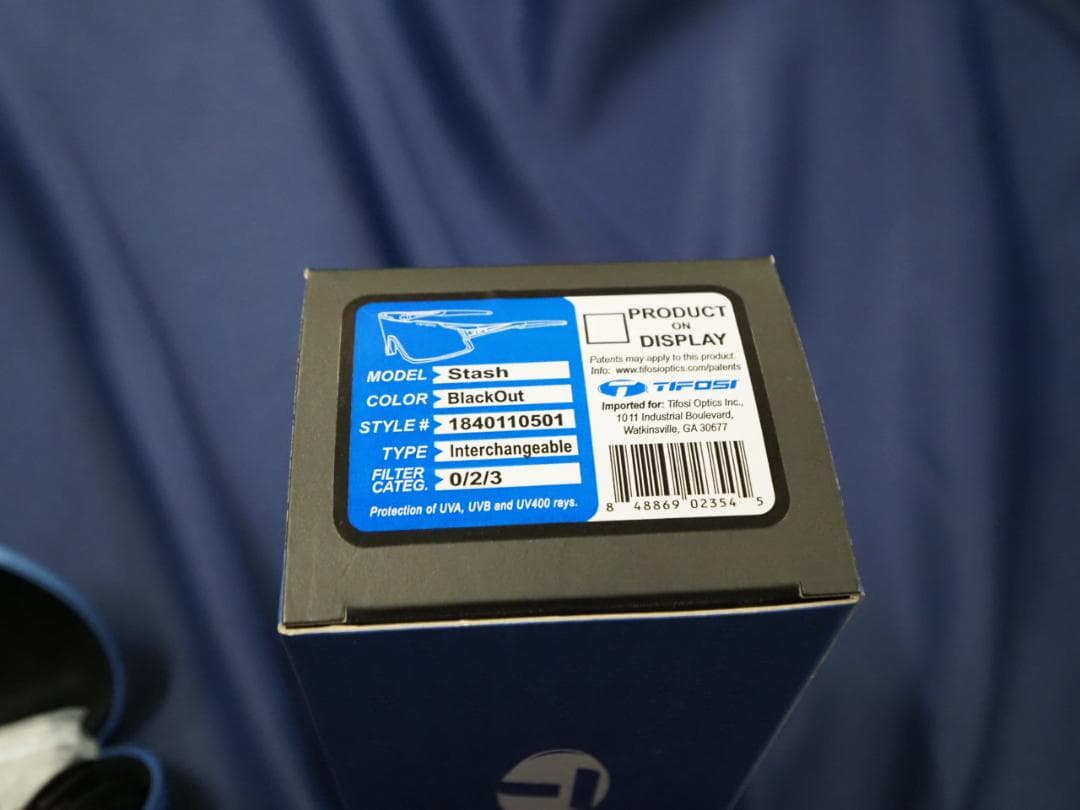 MODEL Stash
COLOR BlackOut
STYLE # 1840110501
TYPE Interchangeable
FILTER CATEG. 0/2/3
Protection of UVA, UVB and UV400 rays.
PRODUCT
ON
DISPLAY
Patents may apply to this product.
Info: www.tifosioptics.com/patents
TIFOSI
Imported for: Tifosi Optics Inc.,
1011 Industrial Boulevard,
Watkinsville, GA 30677
8 48869 02354 5